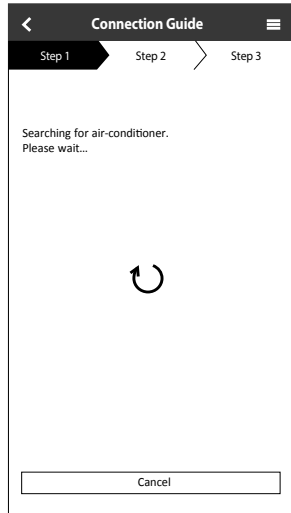 Connection Guide
Step 1 Step 2 Step 3
Searching for air-conditioner.
Please wait...
Cancel